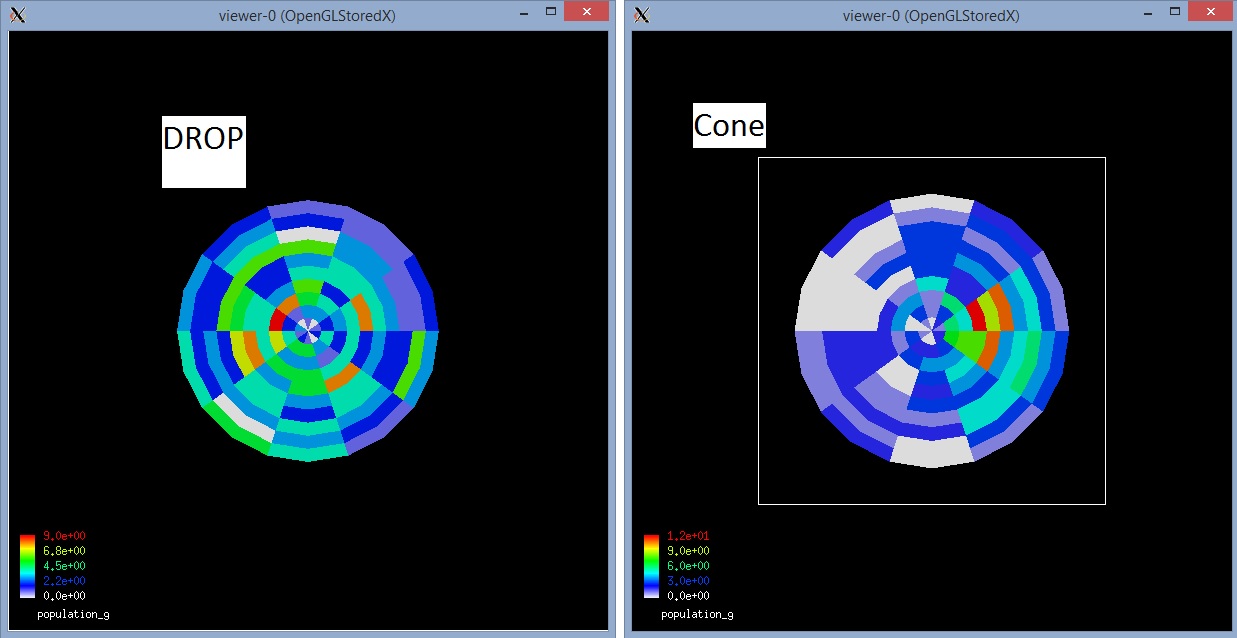 viewer-0 (OpenGLStoredX)
DROP
9.0e+00
6.8e+00
4.5e+00
2.2e+00
0.0e+00
population_g
viewer-0 (OpenGLStoredX)
Cone
1.2e+01
9.0e+00
6.0e+00
3.0e+00
0.0e+00
population_g